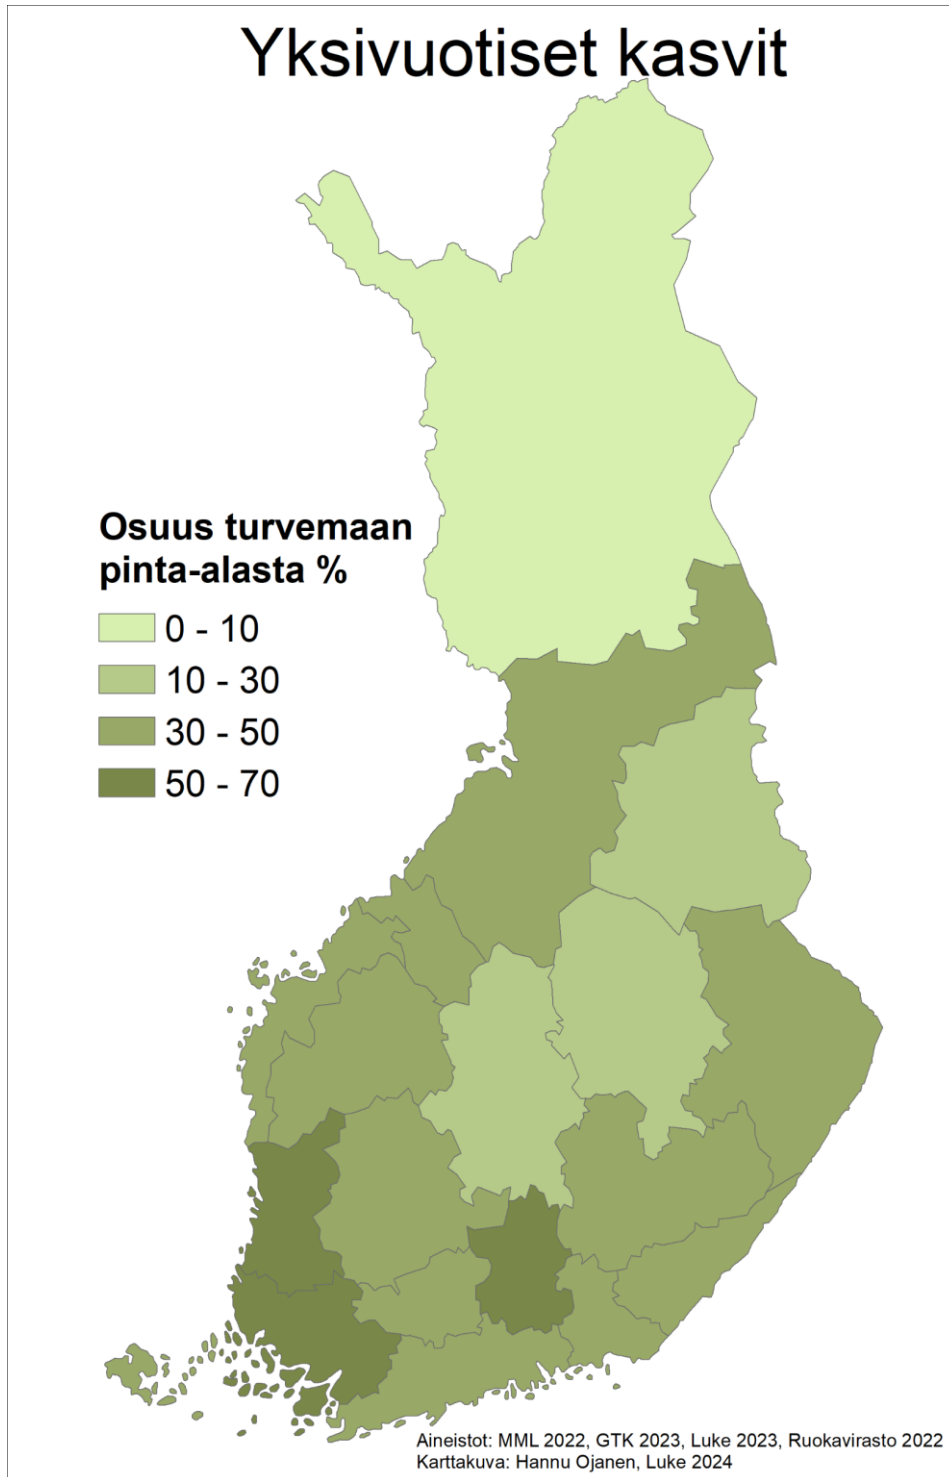 Yksivuotiset kasvit
Osuus turvemaan
pinta-alasta %
0 - 10
10 - 30
30 - 50
50 - 70
Aineistot: MML 2022, GTK 2023, Luke 2023, Ruokavirasto 2022
Karttakuva: Hannu Ojanen, Luke 2024